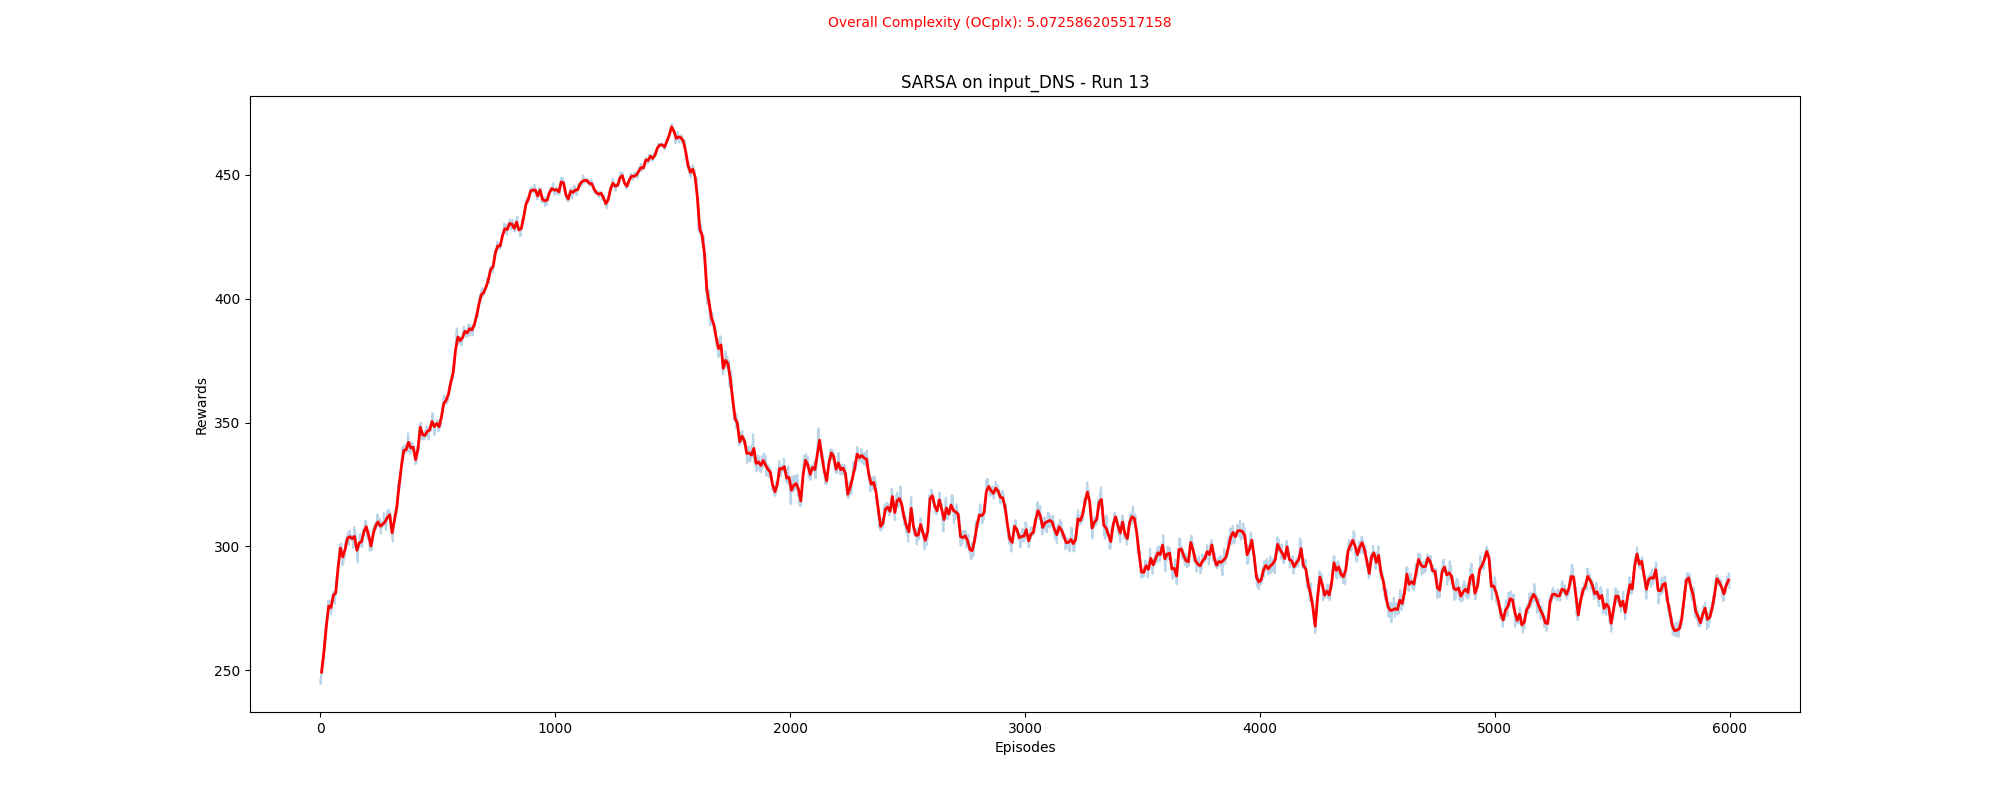 Overall Complexity (OCplx): 5.072586205517158
SARSA on input_DNS - Run 13
450
400
350
300
250
Rewards
0 1000 2000 3000 4000 5000 6000
Episodes